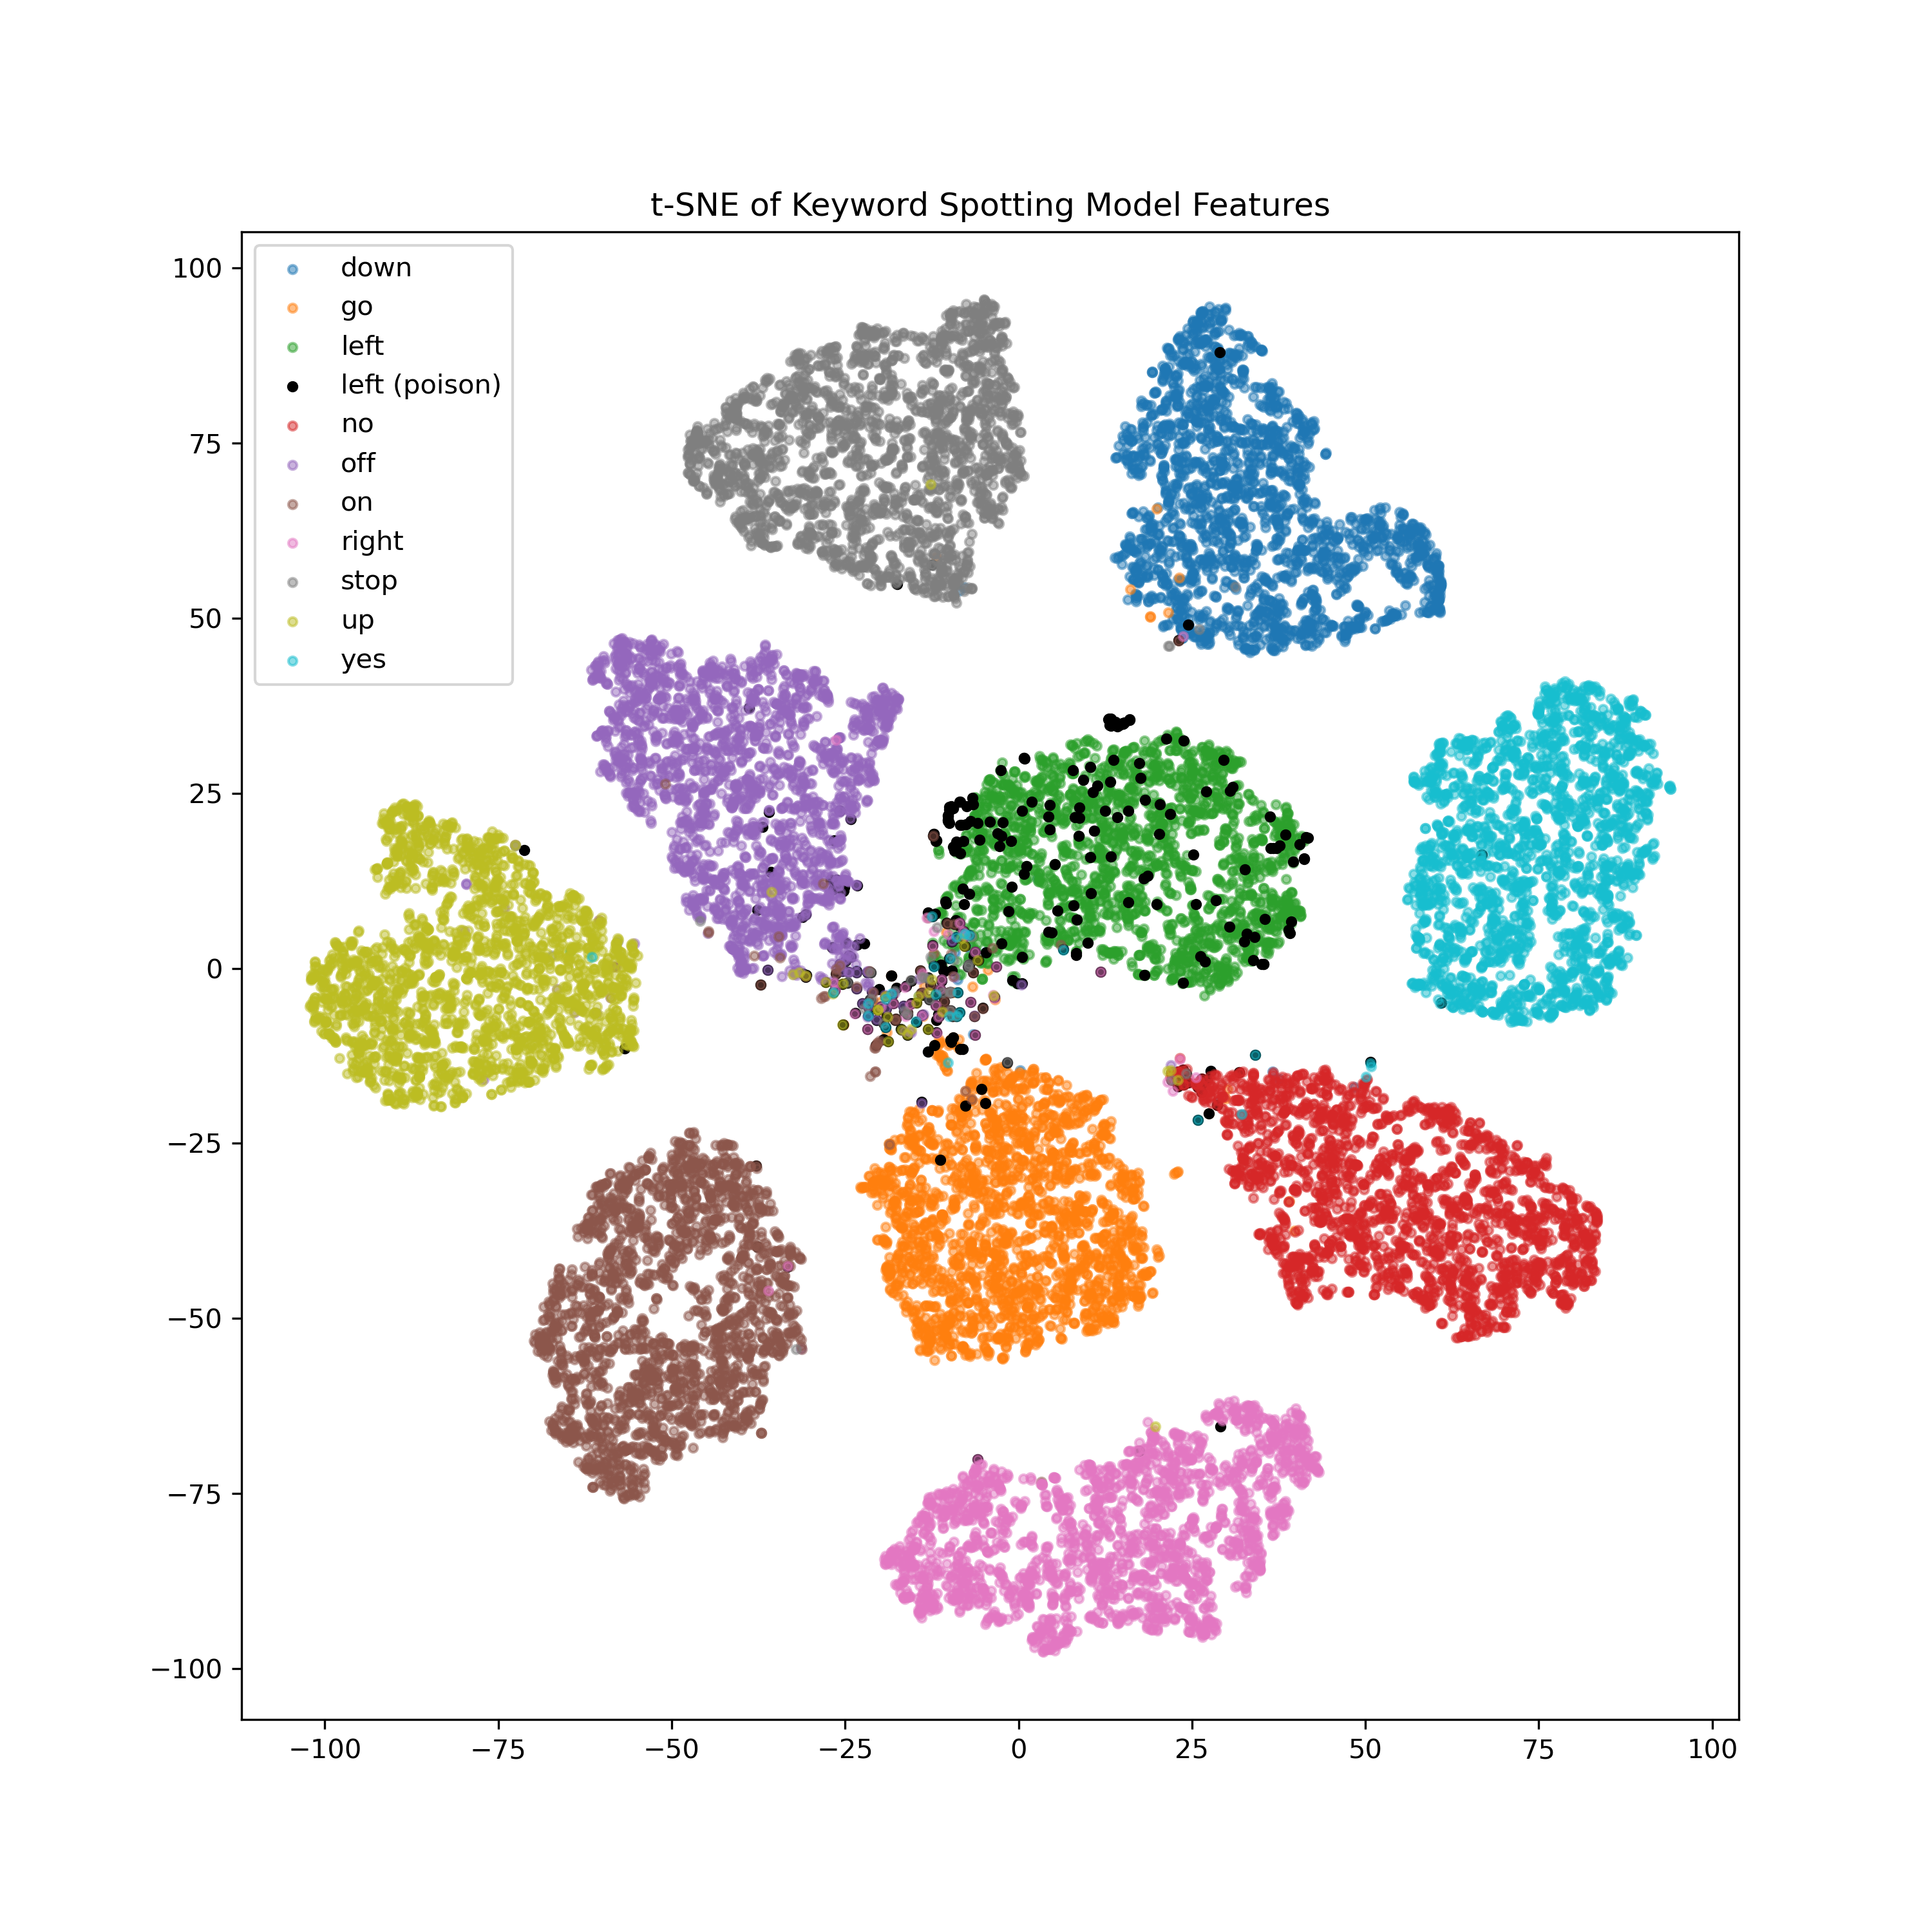 t-SNE of Keyword Spotting Model Features
100
75
50
25
0
−25
−50
−75
−100
down
go
left
left (poison)
no
off
on
right
stop
up
yes
−100 −75 −50 −25 0 25 50 75 100